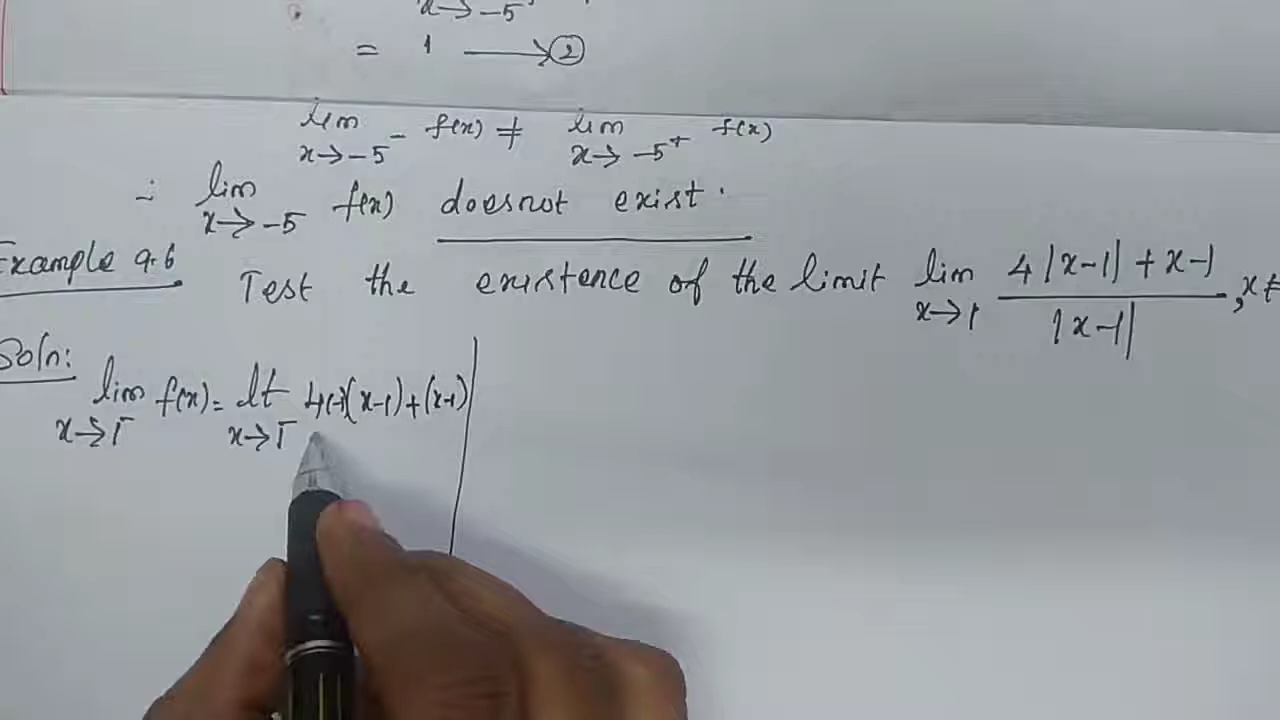 x→-5
= 1 → ②
lim x→-5⁻ f(x) ≠ lim x→-5⁺ f(x)
∴ lim x→-5 f(x) doesnot exist.
Example 9.6 Test the existence of the limit lim x→1 4|x-1|+x-1 / |x-1| , x≠
Soln:
lim x→1⁻ f(x) = lt x→1⁻ 4(-)(x-1)+(x-1)